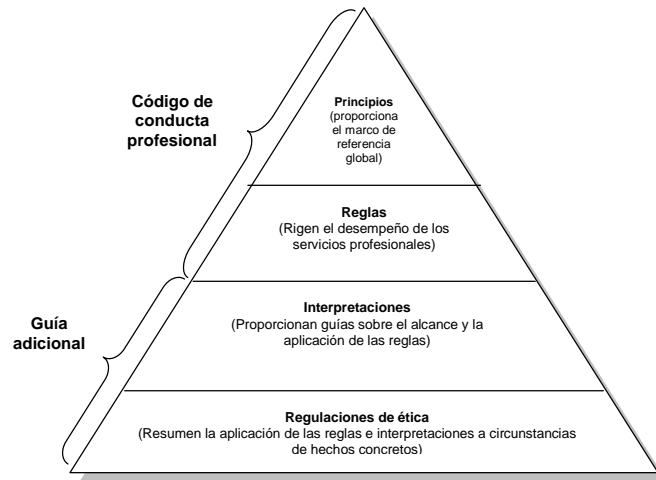 Código de
conducta
profesional
Principios
(proporciona
el marco de
referencia
global)
Reglas
(Rigen el desempeño de los
servicios profesionales)
Guía
adicional
Interpretaciones
(Proporcionan guías sobre el alcance y la
aplicación de las reglas)
Regulaciones de ética
(Resumen la aplicación de las reglas e interpretaciones a circunstancias
de hechos concretos)